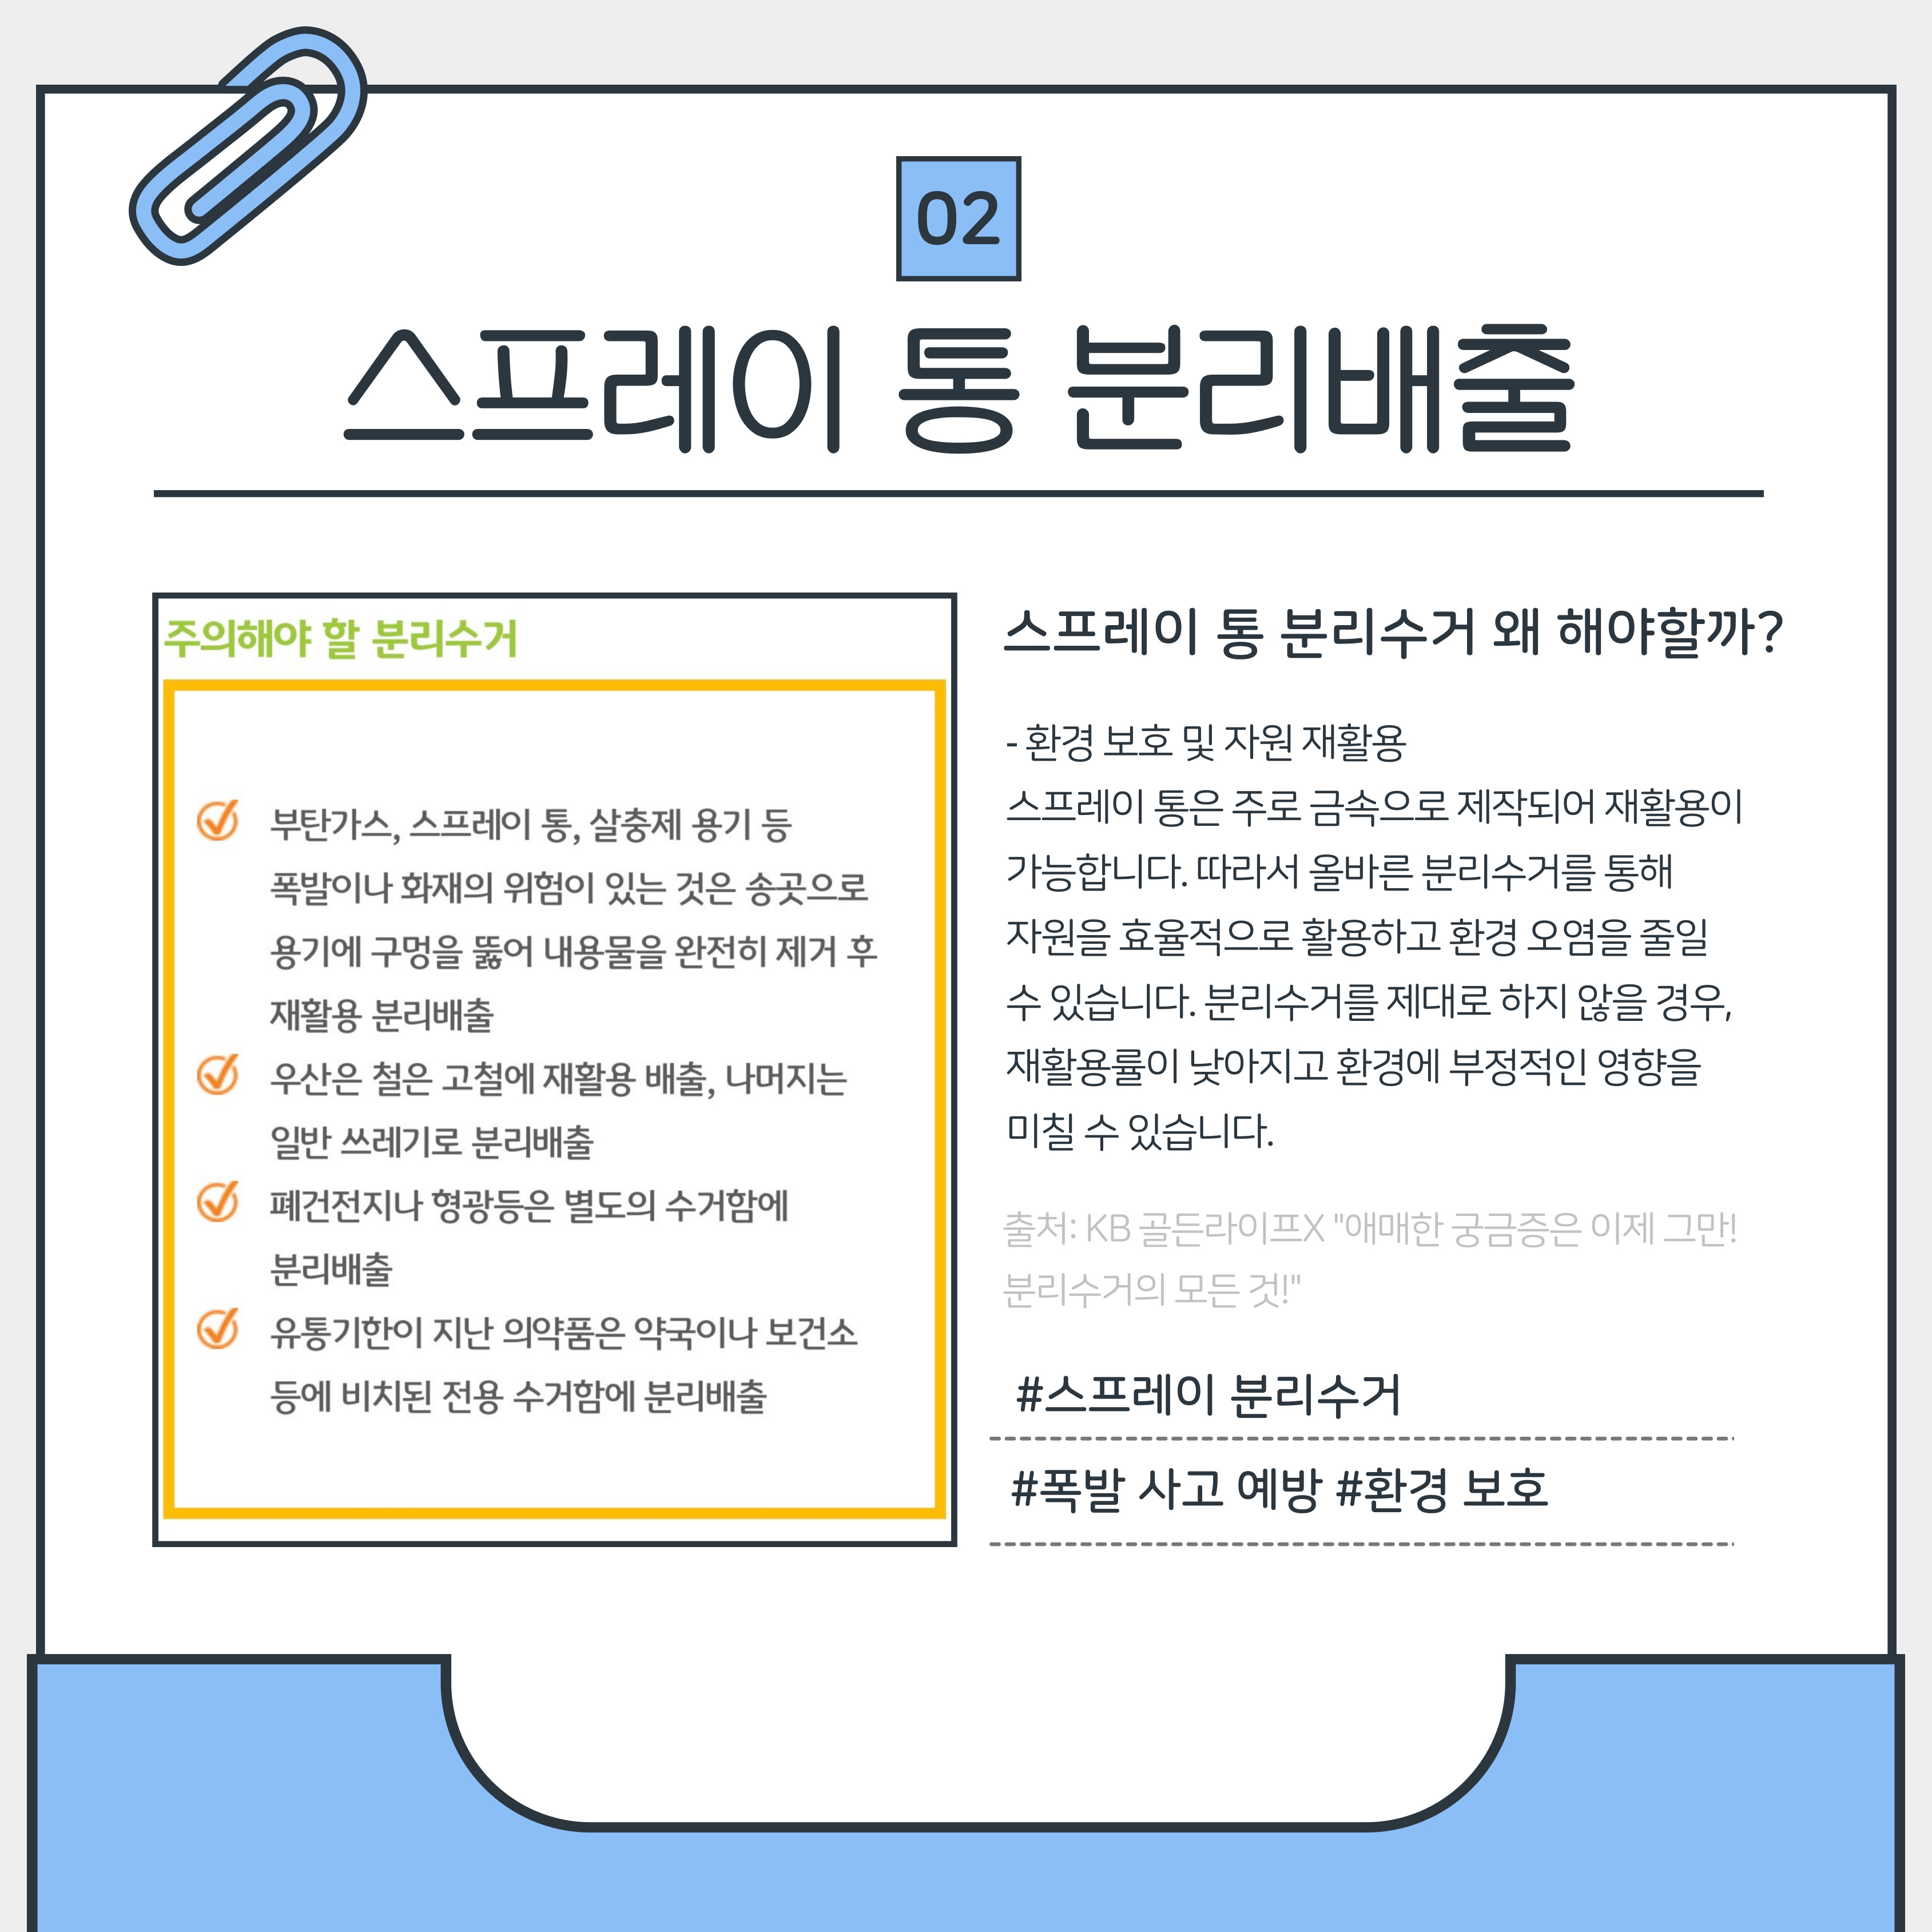 02
스프레이 통 분리배출
주의해야 할 분리수거
부탄가스, 스프레이 통, 살충제 용기 등
폭발이나 화재의 위험이 있는 것은 송곳으로
용기에 구멍을 뚫어 내용물을 완전히 제거 후
재활용 분리배출
우산은 철은 고철에 재활용 배출, 나머지는
일반 쓰레기로 분리배출
폐건전지나 형광등은 별도의 수거함에
분리배출
유통기한이 지난 의약품은 약국이나 보건소
등에 비치된 전용 수거함에 분리배출
스프레이 통 분리수거 왜 해야할까?
- 환경 보호 및 자원 재활용
스프레이 통은 주로 금속으로 제작되어 재활용이
가능합니다. 따라서 올바른 분리수거를 통해
자원을 효율적으로 활용하고 환경 오염을 줄일
수 있습니다. 분리수거를 제대로 하지 않을 경우,
재활용률이 낮아지고 환경에 부정적인 영향을
미칠 수 있습니다.
출처: KB 골든라이프X "애매한 궁금증은 이제 그만!
분리수거의 모든 것!"
#스프레이 분리수거
#폭발 사고 예방 #환경 보호